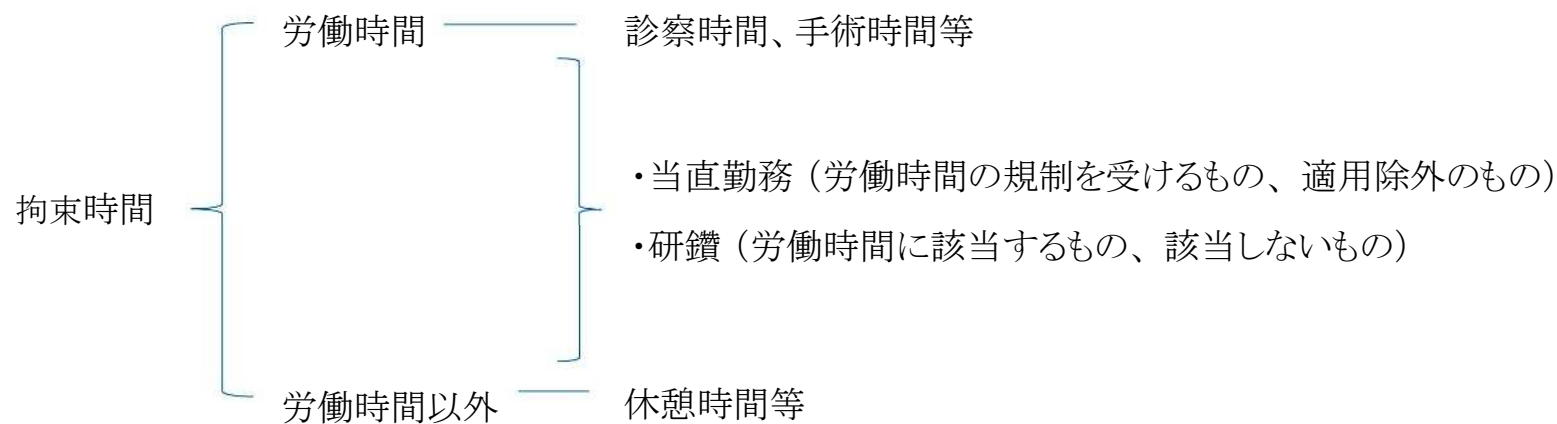 労働時間 診察時間、手術時間等
・当直勤務（労働時間の規制を受けるもの、適用除外のもの）
拘束時間
・研鑽（労働時間に該当するもの、該当しないもの）
労働時間以外 休憩時間等